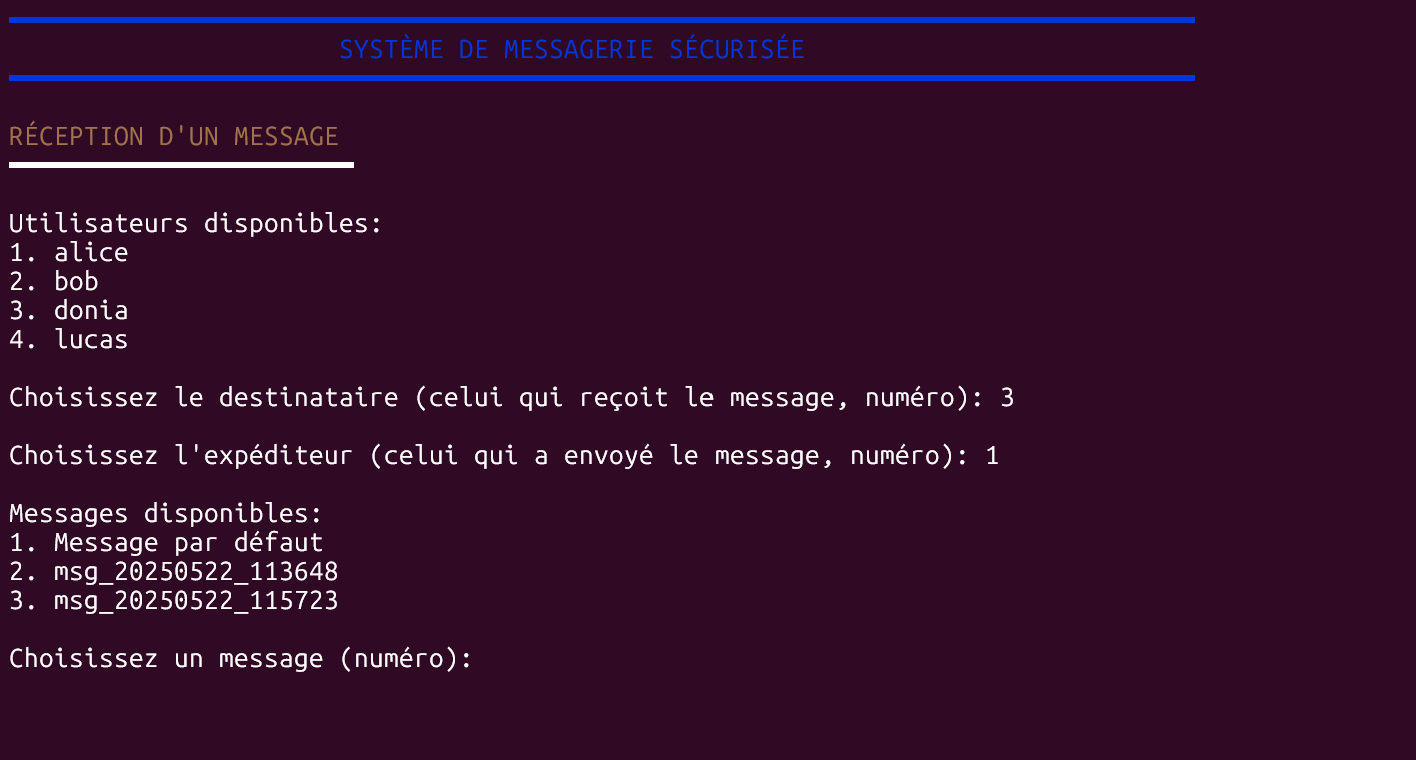 SYSTÈME DE MESSAGERIE SÉCURISÉE
RÉCEPTION D'UN MESSAGE
Utilisateurs disponibles:
1. alice
2. bob
3. donia
4. lucas
Choisissez le destinataire (celui qui reçoit le message, numéro): 3
Choisissez l'expéditeur (celui qui a envoyé le message, numéro): 1
Messages disponibles:
1. Message par défaut
2. msg_20250522_113648
3. msg_20250522_115723
Choisissez un message (numéro):